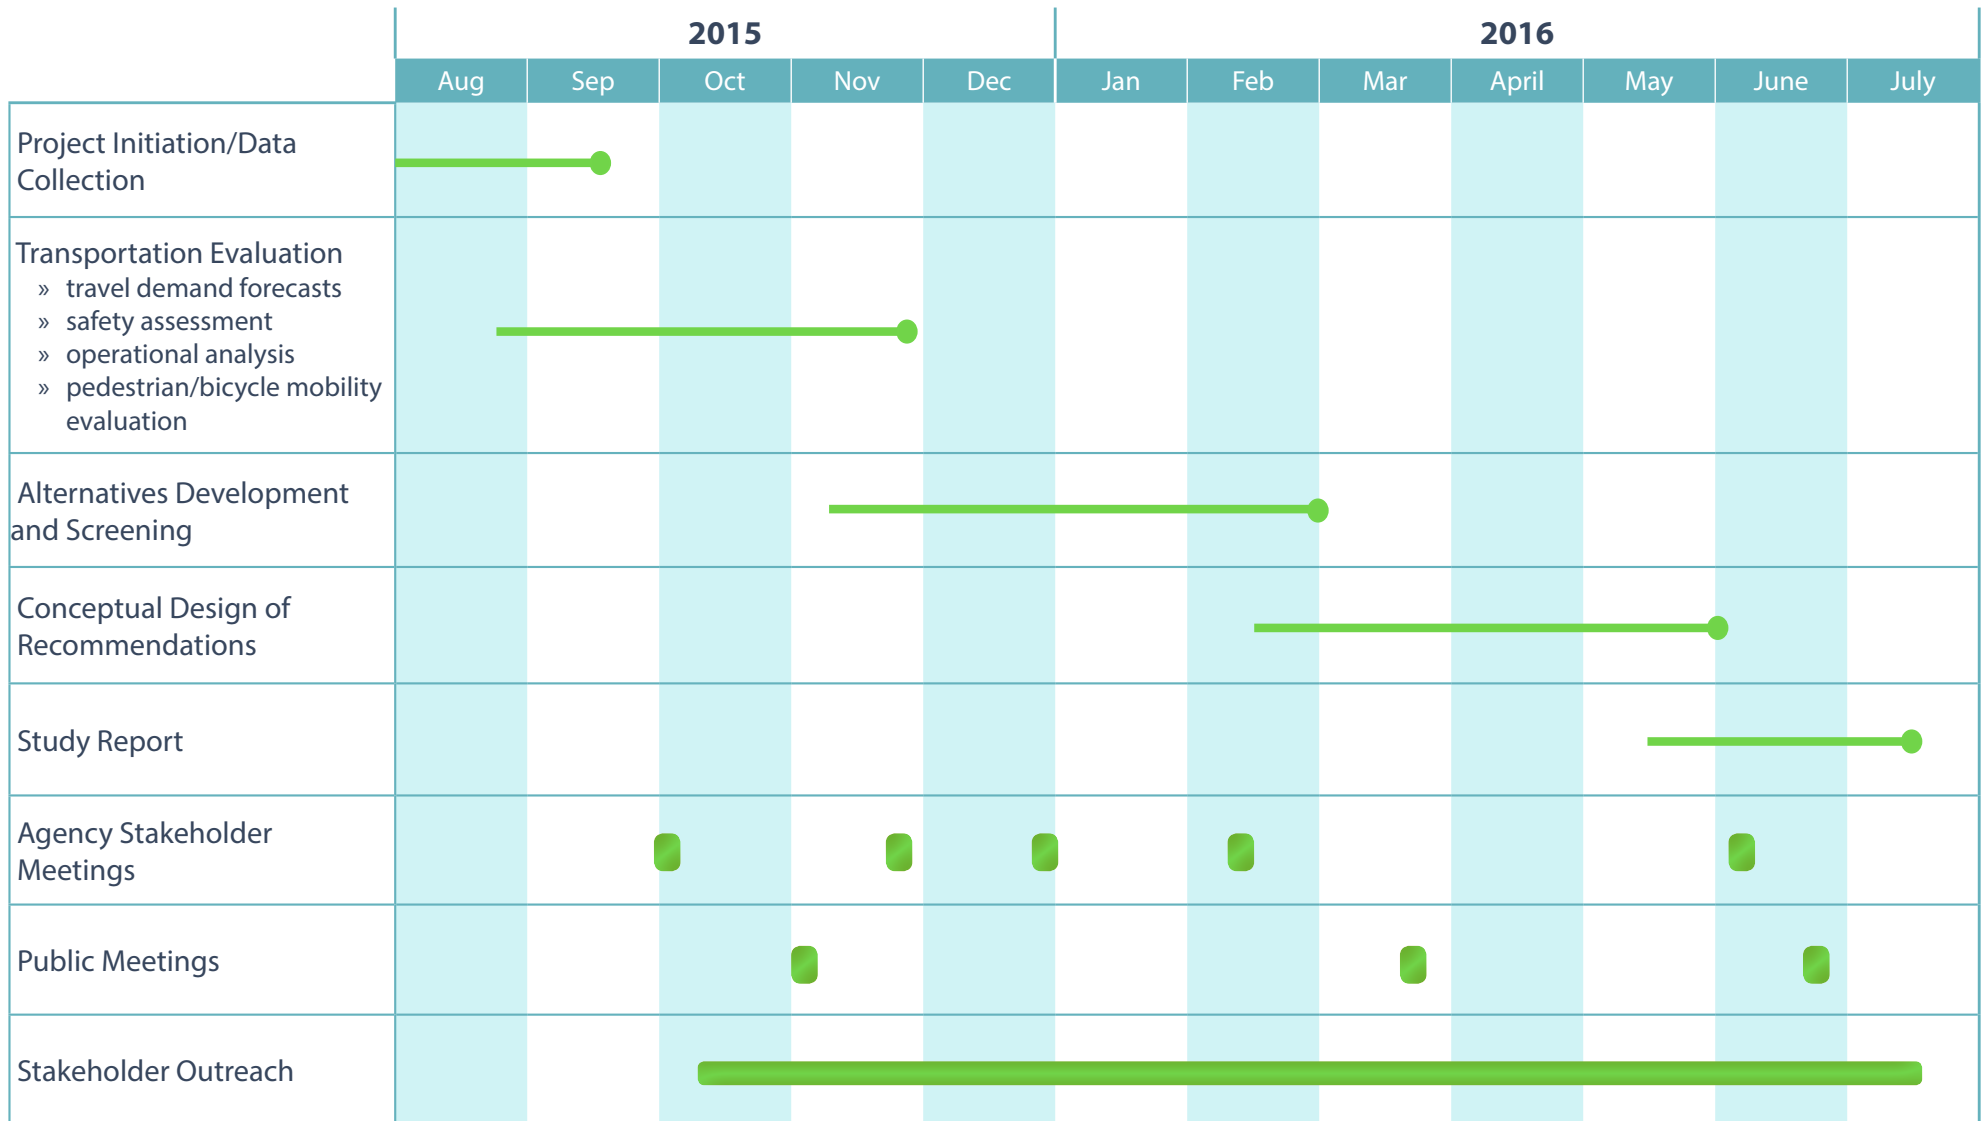 2015 2016
Aug Sep Oct Nov Dec Jan Feb Mar April May June July
Project Initiation/Data
Collection
Transportation Evaluation
» travel demand forecasts
» safety assessment
» operational analysis
» pedestrian/bicycle mobility
evaluation
Alternatives Development
and Screening
Conceptual Design of
Recommendations
Study Report
Agency Stakeholder
Meetings
Public Meetings
Stakeholder Outreach